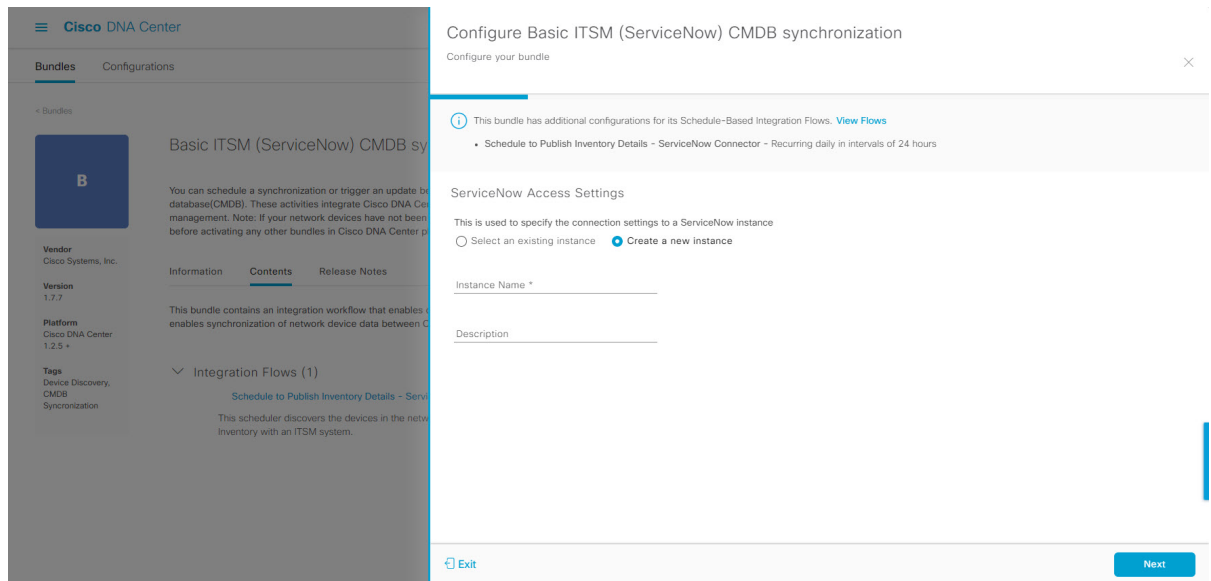 Cisco DNA Center
Bundles
Configurations
< Bundles
B
Vendor
Cisco Systems, Inc.
Version
1.7.7
Platform
Cisco DNA Center
1.2.5 +
Tags
Device Discovery,
CMDB
Syncronization
Basic ITSM (ServiceNow) CMDB sy
You can schedule a synchronization or trigger an update be
database(CMDB). These activities integrate Cisco DNA Cen
management. Note: If your network devices have not been
before activating any other bundles in Cisco DNA Center p
Information
Contents
Release Notes
This bundle contains an integration workflow that enables
enables synchronization of network device data between C
Integration Flows (1)
Schedule to Publish Inventory Details - Servi
This scheduler discovers the devices in the netw
Inventory with an ITSM system.
Configure Basic ITSM (ServiceNow) CMDB synchronization
Configure your bundle
This bundle has additional configurations for its Schedule-Based Integration Flows. View Flows
• Schedule to Publish Inventory Details - ServiceNow Connector - Recurring daily in intervals of 24 hours
ServiceNow Access Settings
This is used to specify the connection settings to a ServiceNow instance
Select an existing instance
Create a new instance
Instance Name *
Description
Exit
Next